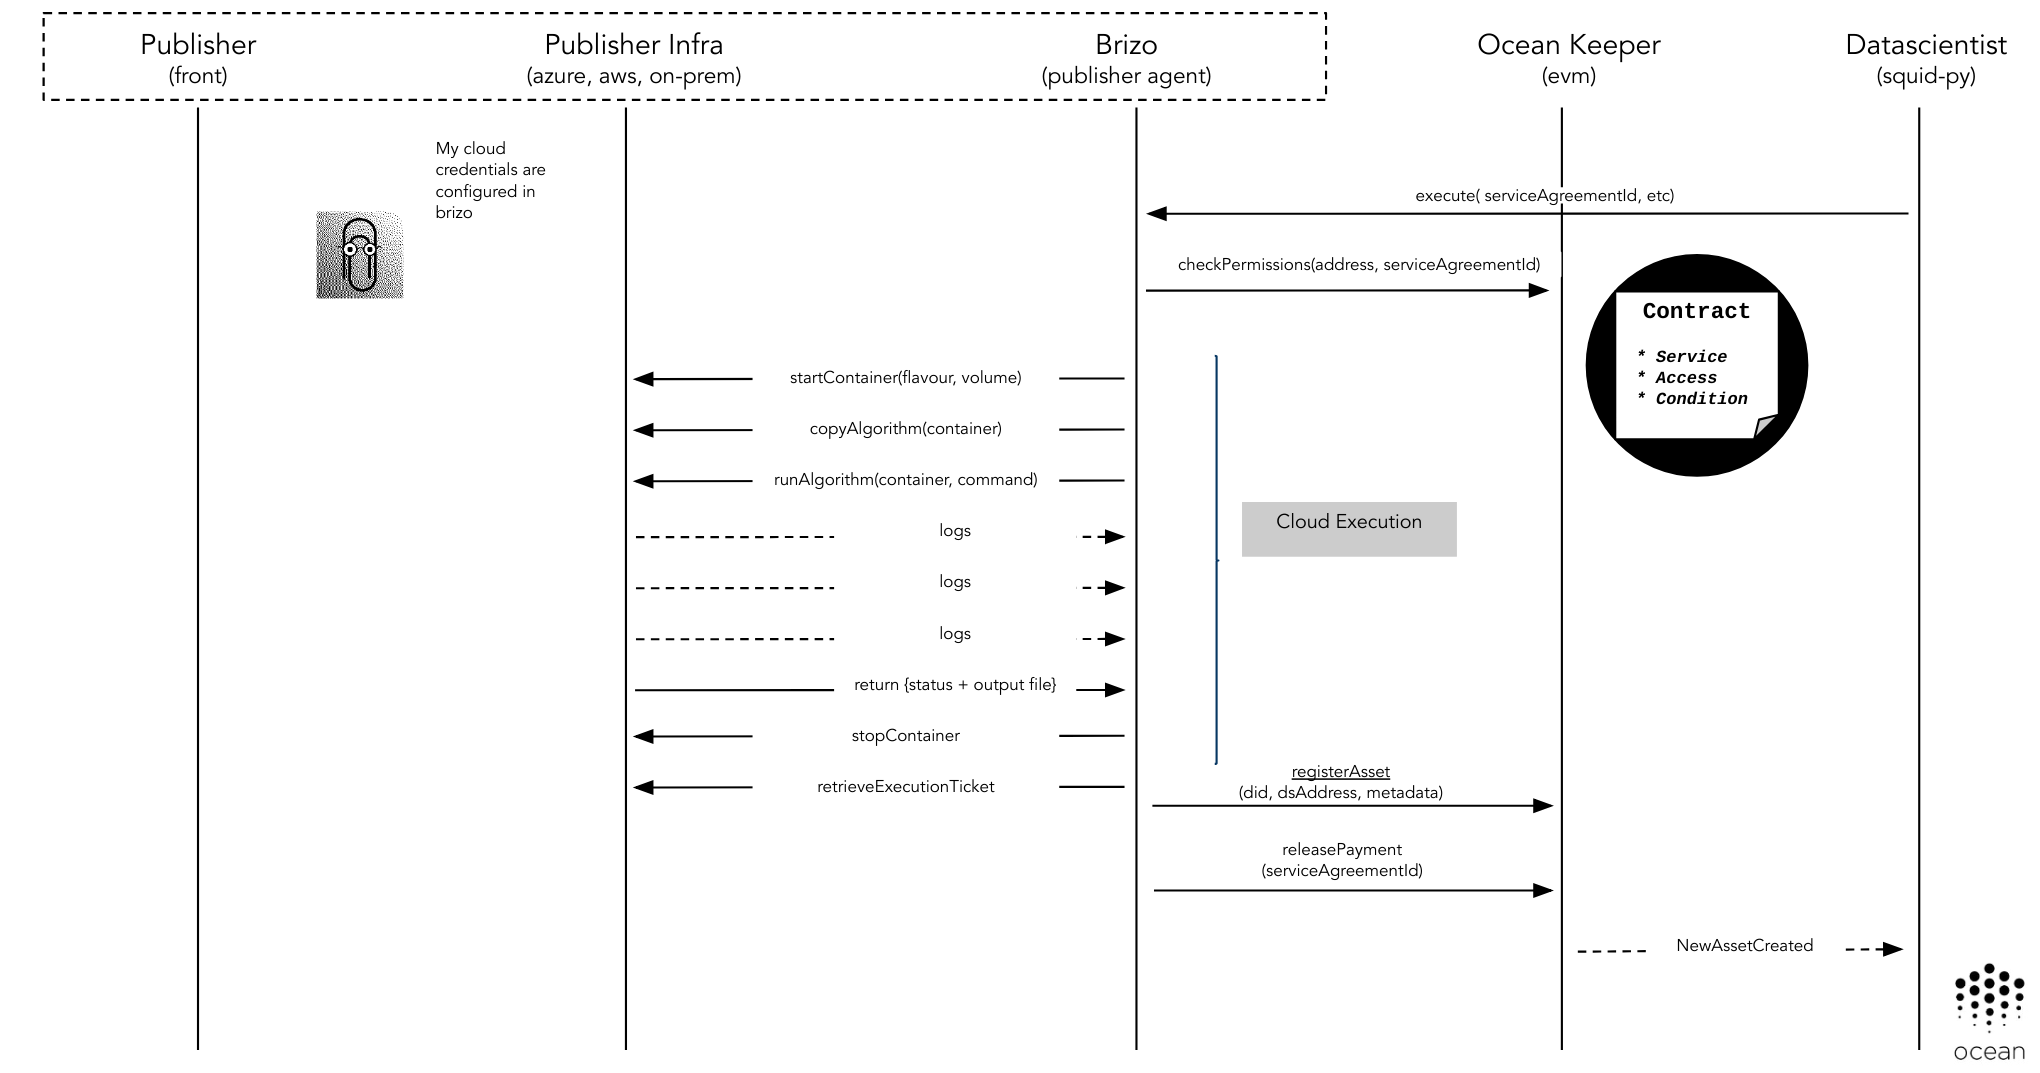 Publisher
(front)
Publisher Infra
(azure, aws, on-prem)
Brizo
(publisher agent)
Ocean Keeper
(evm)
Datascientist
(squid-py)
My cloud
credentials are
configured in
brizo
execute( serviceAgreementId, etc)
checkPermissions(address, serviceAgreementId)
Contract
* Service
* Access
* Condition
startContainer(flavour, volume)
copyAlgorithm(container)
runAlgorithm(container, command)
Cloud Execution
logs
logs
logs
return {status + output file}
stopContainer
retrieveExecutionTicket
registerAsset
(did, dsAddress, metadata)
releasePayment
(serviceAgreementId)
NewAssetCreated
ocean